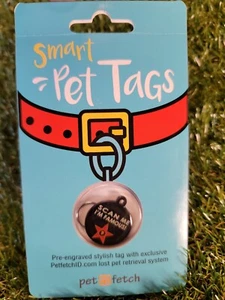 Smart
Pet Tags
SCAN ME
I'M FAMOUS!
Pre-engraved stylish tag with exclusive
PetfetchID.com lost pet retrieval system
pet fetch